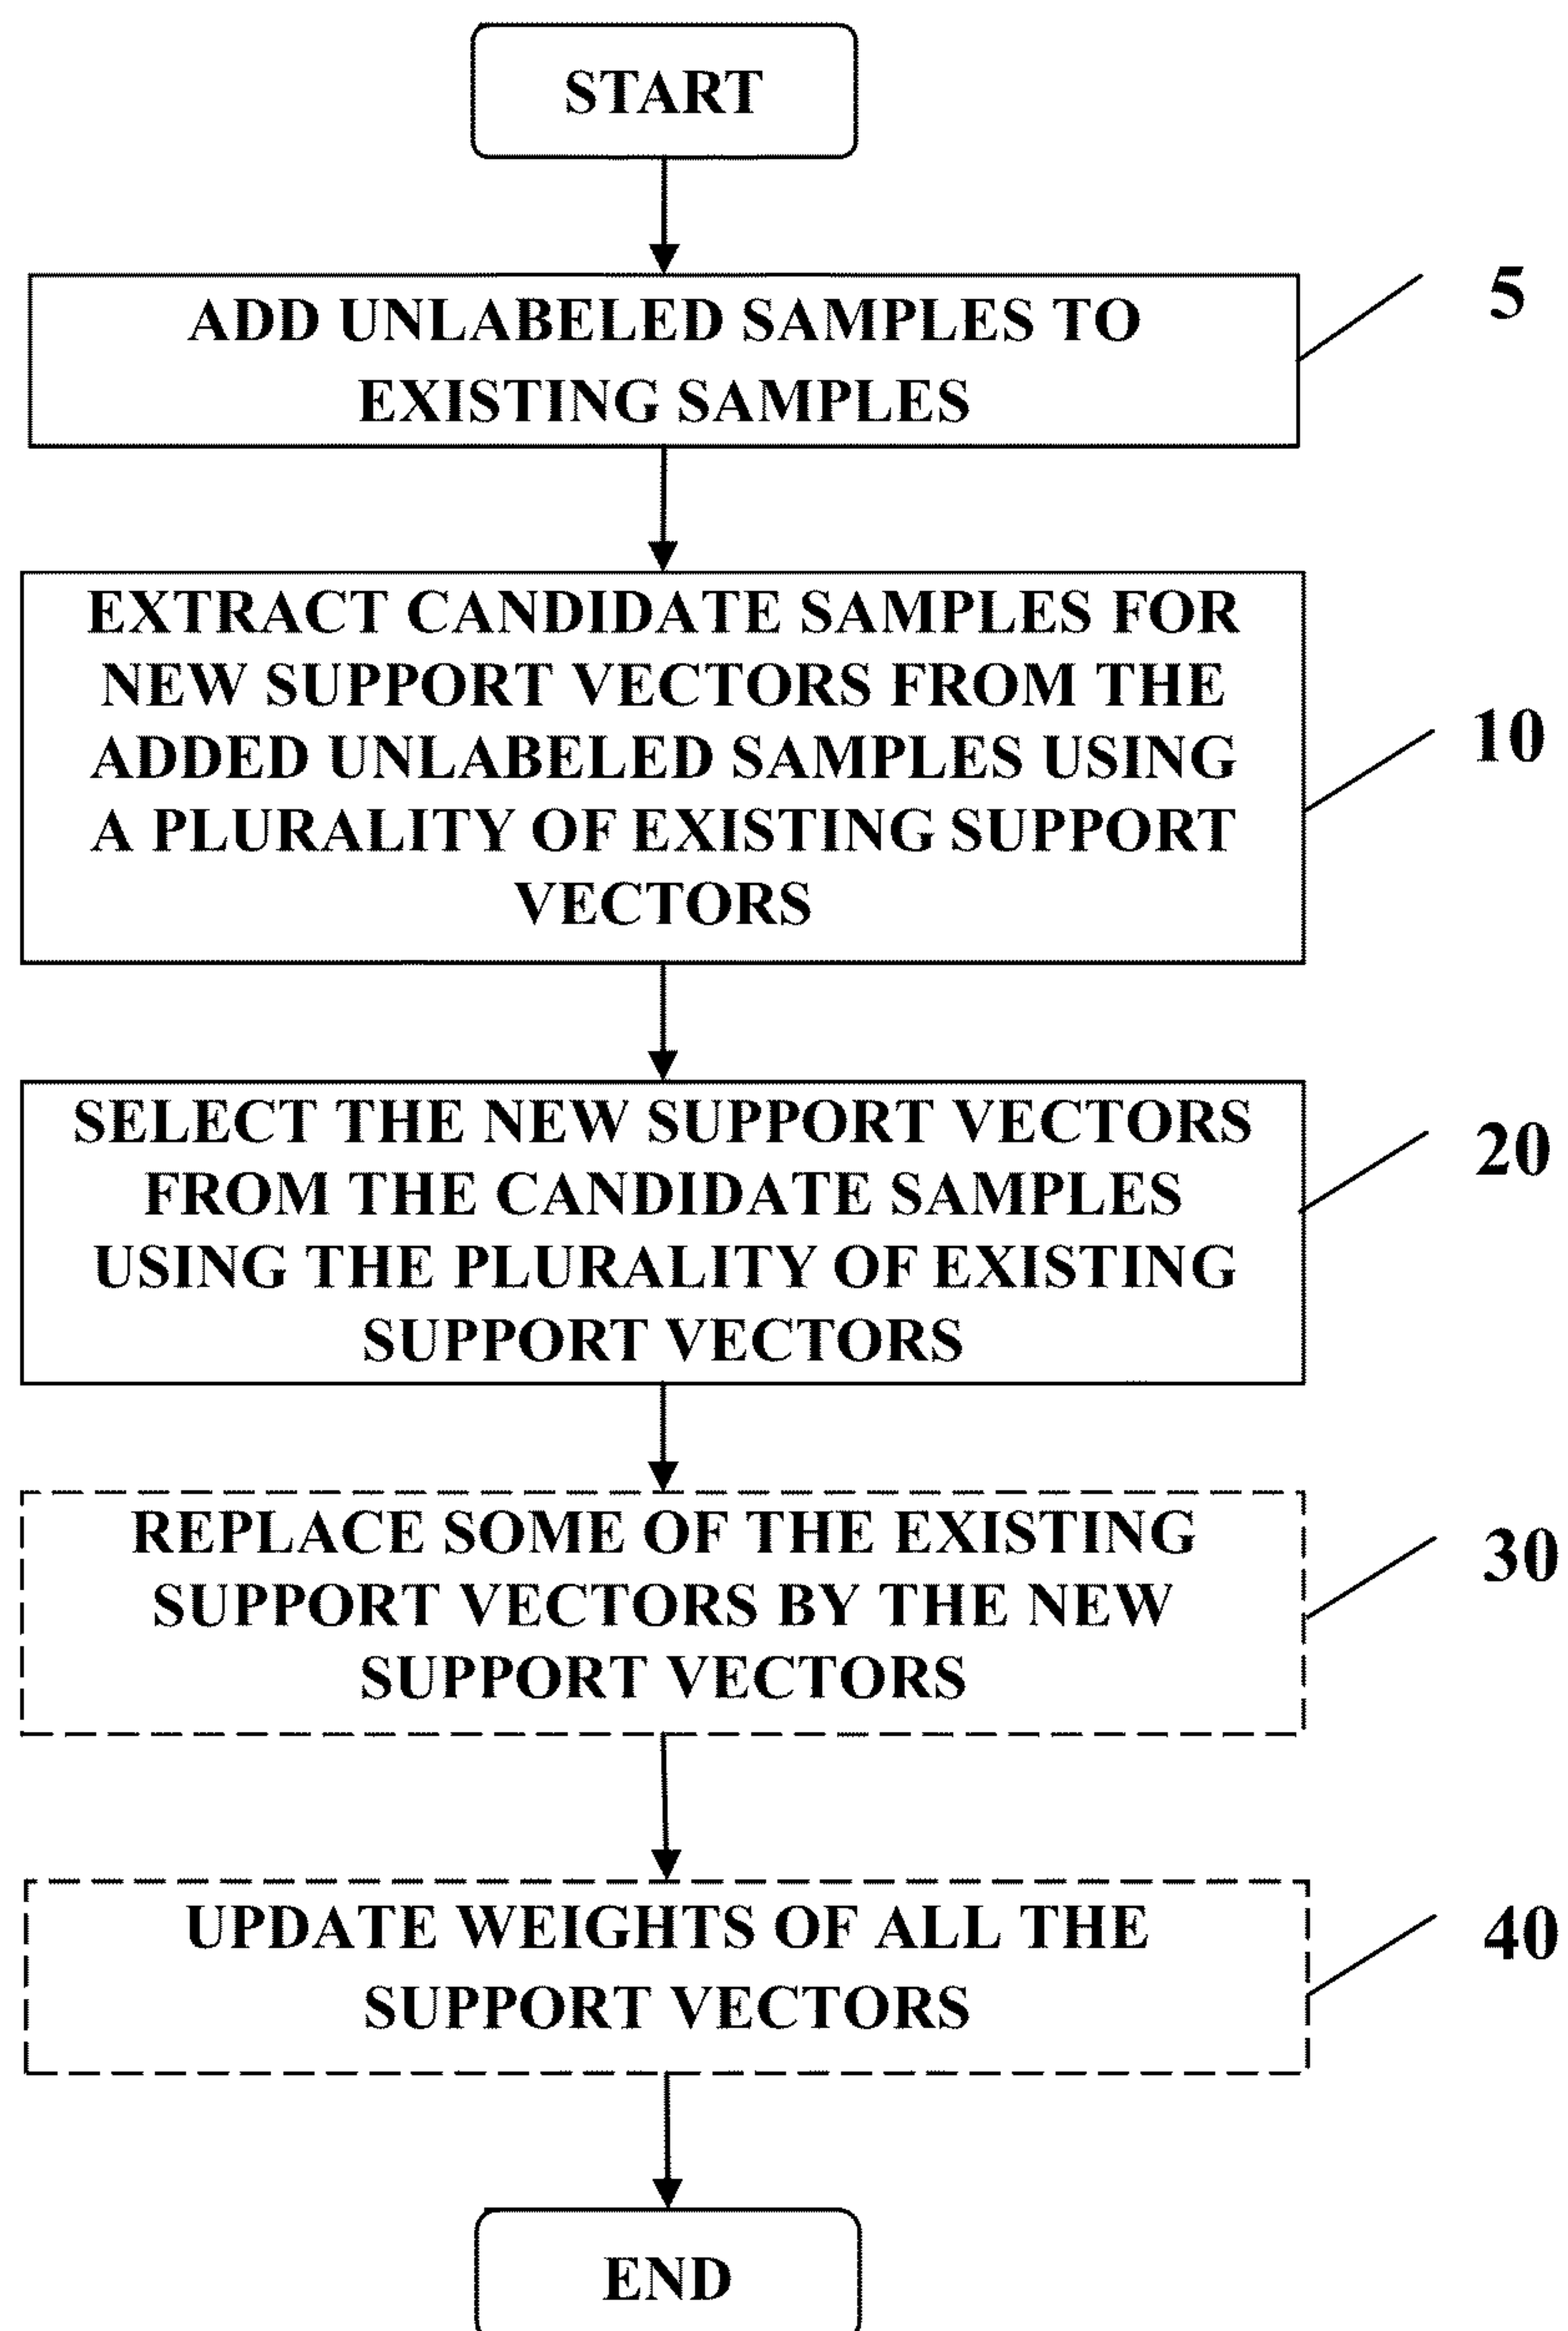 START
ADD UNLABELED SAMPLES TO
EXISTING SAMPLES
5
EXTRACT CANDIDATE SAMPLES FOR
NEW SUPPORT VECTORS FROM THE
ADDED UNLABELED SAMPLES USING
A PLURALITY OF EXISTING SUPPORT
VECTORS
10
SELECT THE NEW SUPPORT VECTORS
FROM THE CANDIDATE SAMPLES
USING THE PLURALITY OF EXISTING
SUPPORT VECTORS
20
REPLACE SOME OF THE EXISTING
SUPPORT VECTORS BY THE NEW
SUPPORT VECTORS
30
UPDATE WEIGHTS OF ALL THE
SUPPORT VECTORS
40
END